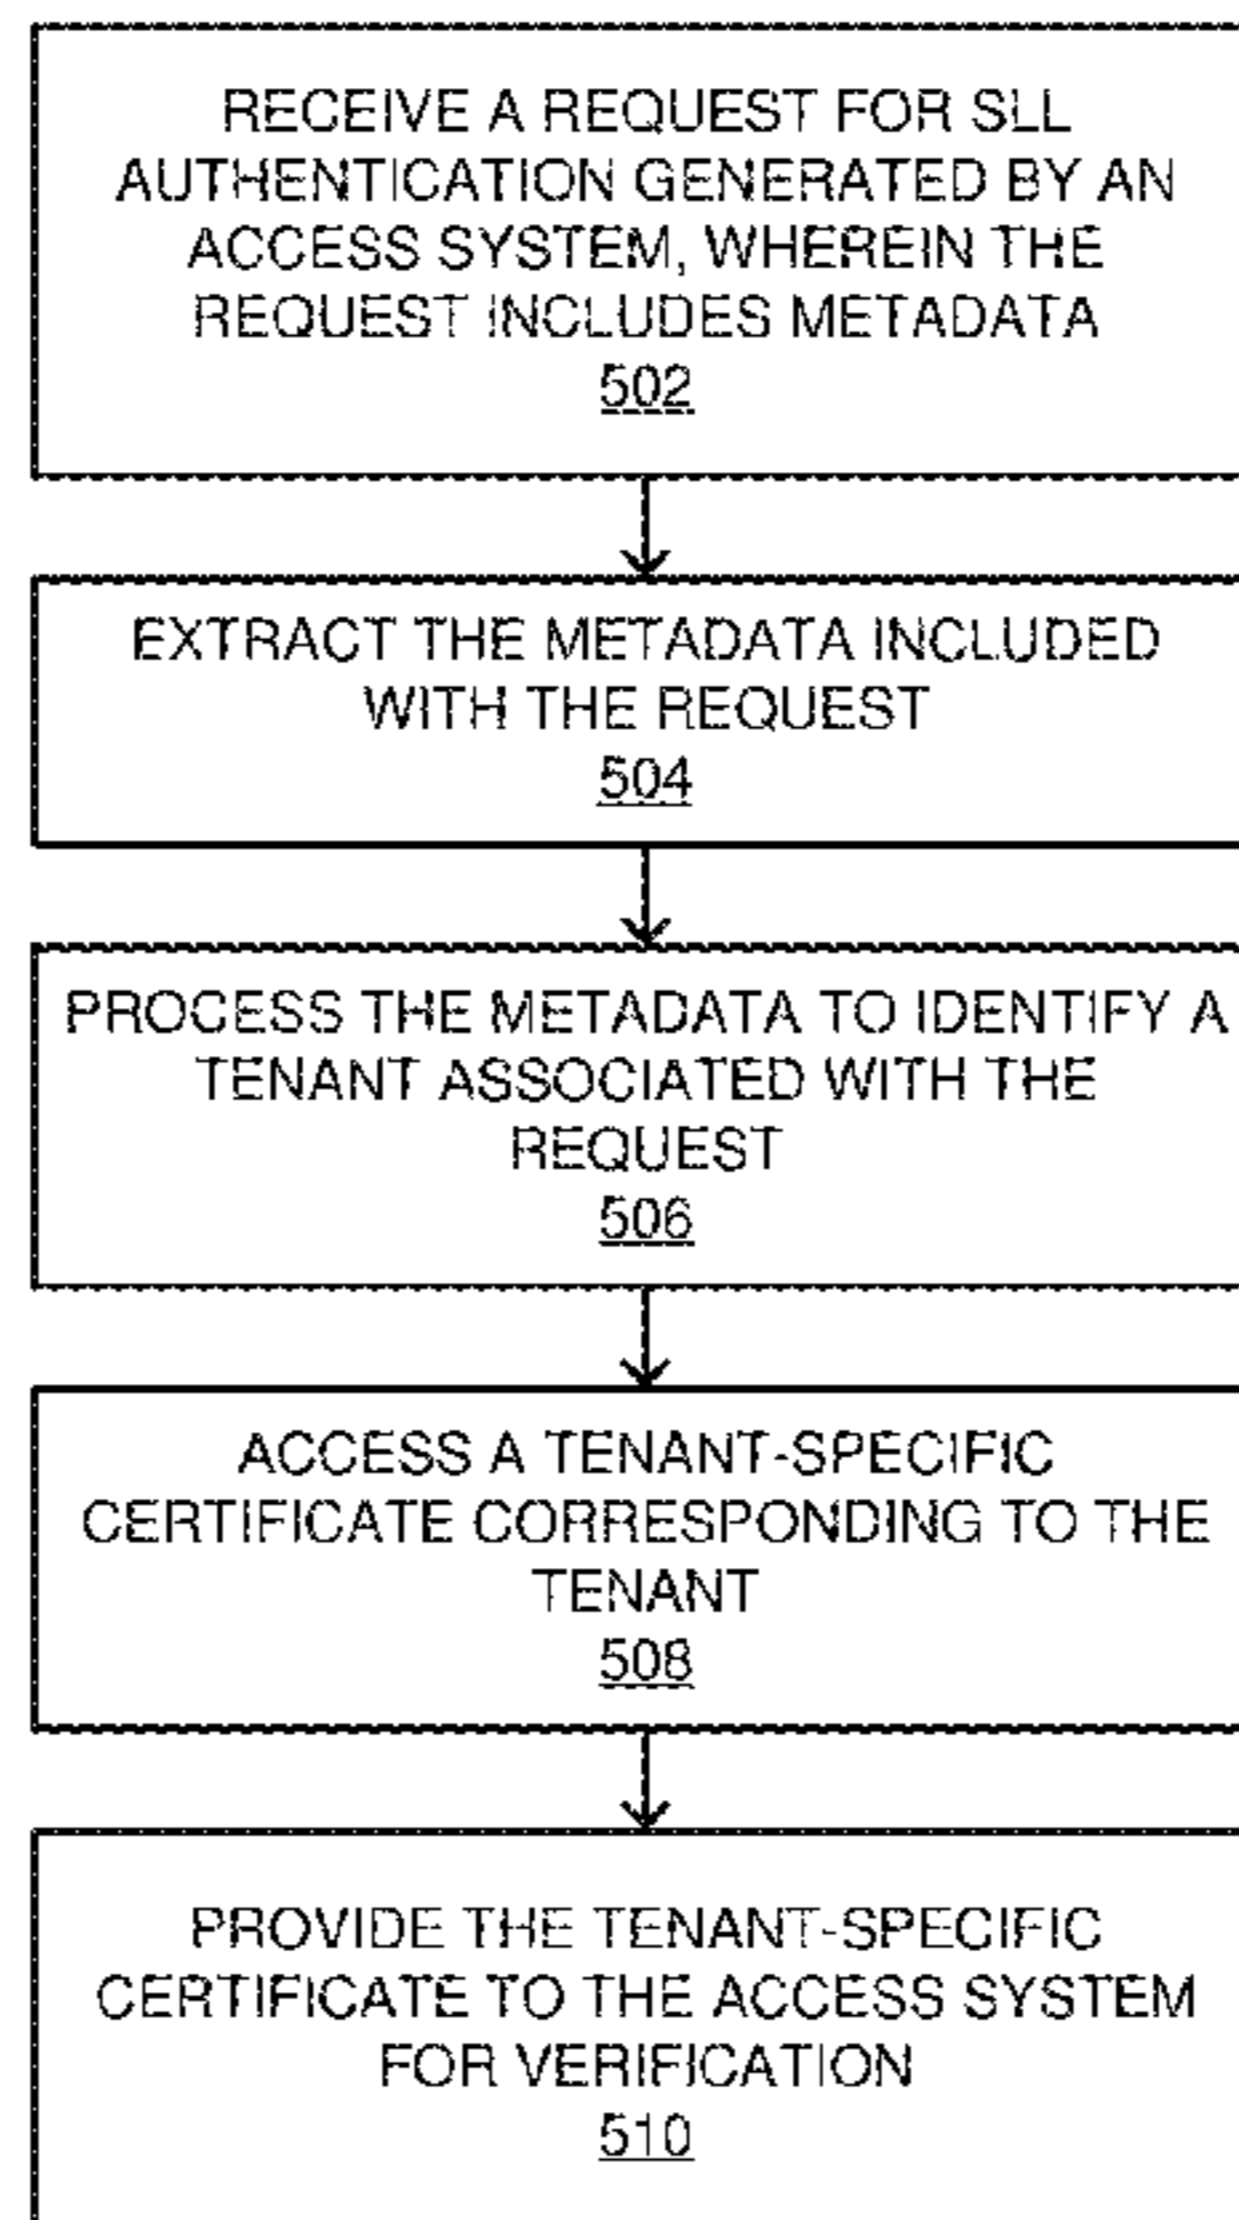 RECEIVE A REQUEST FOR SLL
AUTHENTICATION GENERATED BY AN
ACCESS SYSTEM, WHEREIN THE
REQUEST INCLUDES METADATA
502
EXTRACT THE METADATA INCLUDED
WITH THE REQUEST
504
PROCESS THE METADATA TO IDENTIFY A
TENANT ASSOCIATED WITH THE
REQUEST
506
ACCESS A TENANT-SPECIFIC
CERTIFICATE CORRESPONDING TO THE
TENANT
508
PROVIDE THE TENANT-SPECIFIC
CERTIFICATE TO THE ACCESS SYSTEM
FOR VERIFICATION
510